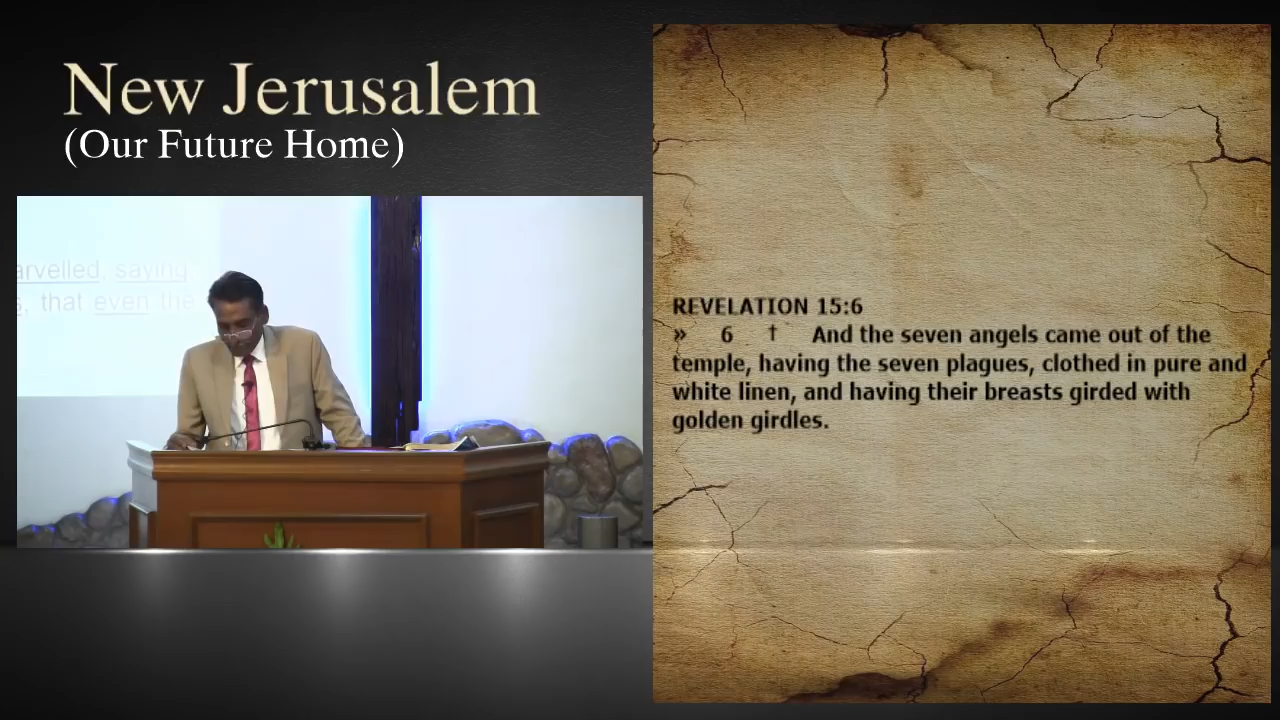 New Jerusalem
(Our Future Home)
arvelled, saying
s, that even the
REVELATION 15:6
» 6 † And the seven angels came out of the
temple, having the seven plagues, clothed in pure and
white linen, and having their breasts girded with
golden girdles.